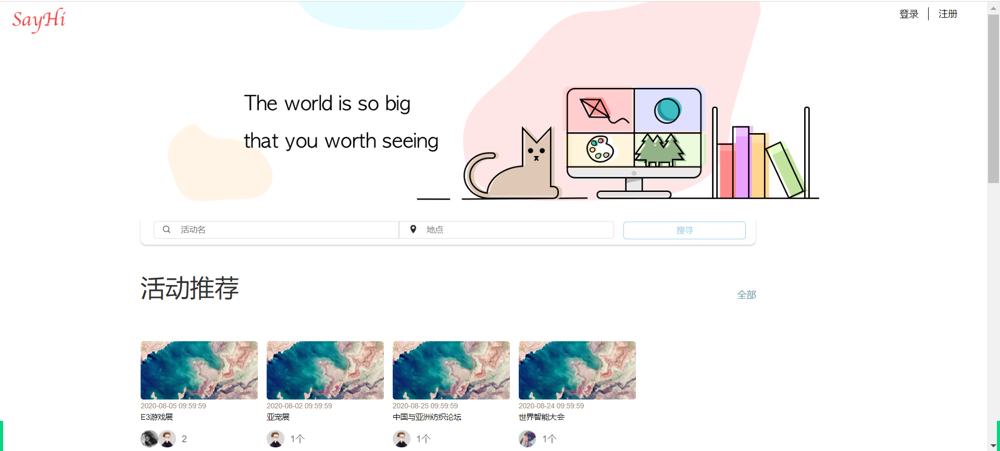 SayHi
登录 注册
The world is so big
that you worth seeing
活动名 地点 搜寻
活动推荐
全部
2020-08-05 09:59:59 2020-08-02 09:59:59 2020-08-25 09:59:59 2020-08-24 09:59:59
E3游戏展 亚宠展 中国与亚洲纺织论坛 世界智能大会
2 1个 1个 1个